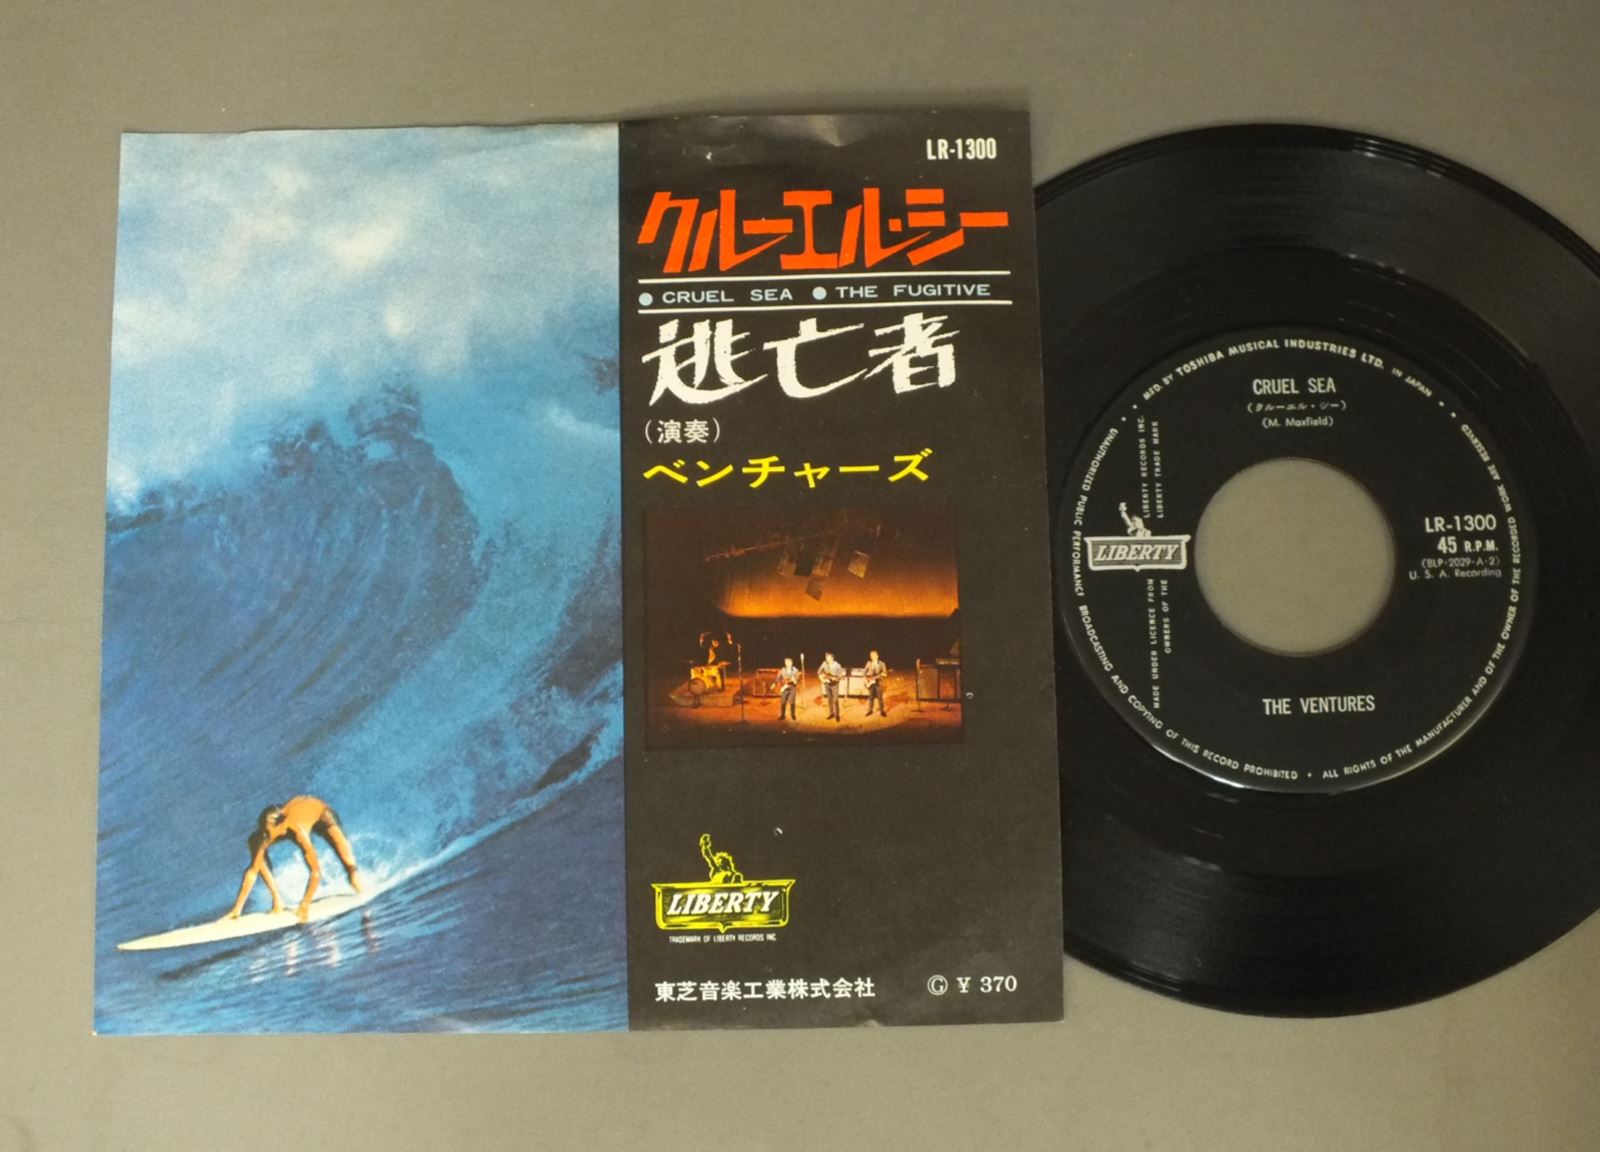 LR-1300
クルーエル・シー
● CRUEL SEA ● THE FUGITIVE
逃亡者
(演奏)
ベンチャーズ
LIBERTY
TRADEMARK OF LIBERTY RECORDS INC.
東芝音楽工業株式会社 Ⓖ ¥ 370
• MFD. BY TOSHIBA MUSICAL INDUSTRIES LTD. IN JAPAN •
CRUEL SEA
(クルーエル・シー)
(M. Maxfield)
LIBERTY RECORDS INC.
LIBERTY TRADE MARK
LIBERTY
MADE UNDER LICENCE FROM
OWNERS OF THE
LR-1300
45 R.P.M.
(BLP-2029-A-2)
U. S. A. Recording
THE VENTURES
• UNAUTHORIZED PUBLIC PERFORMANCE BROADCASTING AND COPYING OF THIS RECORD PROHIBITED • ALL RIGHTS OF THE MANUFACTURER AND OF THE OWNER OF THE RECORDED WORK ARE RESERVED